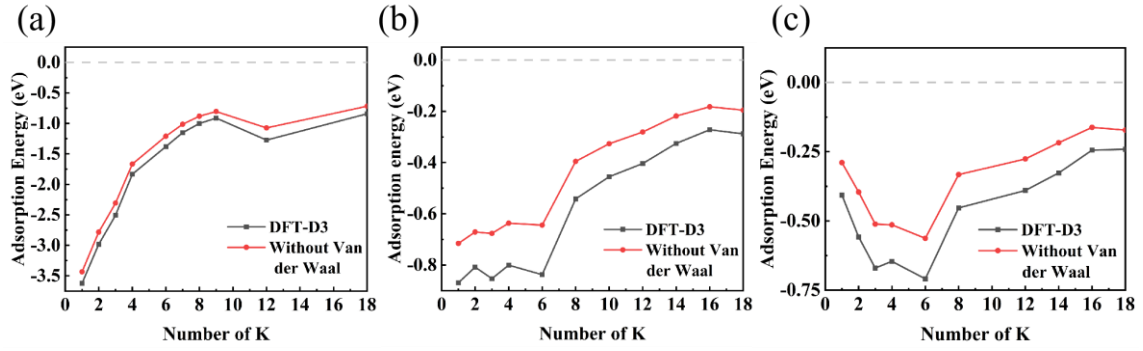 (a)
Adsorption Energy (eV)
0.0
-0.5
-1.0
-1.5
-2.0
-2.5
-3.0
-3.5
DFT-D3
Without Van
der Waal
0 2 4 6 8 10 12 14 16 18
Number of K
(b)
Adsorption energy (eV)
0.0
-0.2
-0.4
-0.6
-0.8
DFT-D3
Without Van
der Waal
0 2 4 6 8 10 12 14 16 18
Number of K
(c)
Adsorption Energy (eV)
0.00
-0.25
-0.50
-0.75
DFT-D3
Without Van
der Waal
0 2 4 6 8 10 12 14 16 18
Number of K